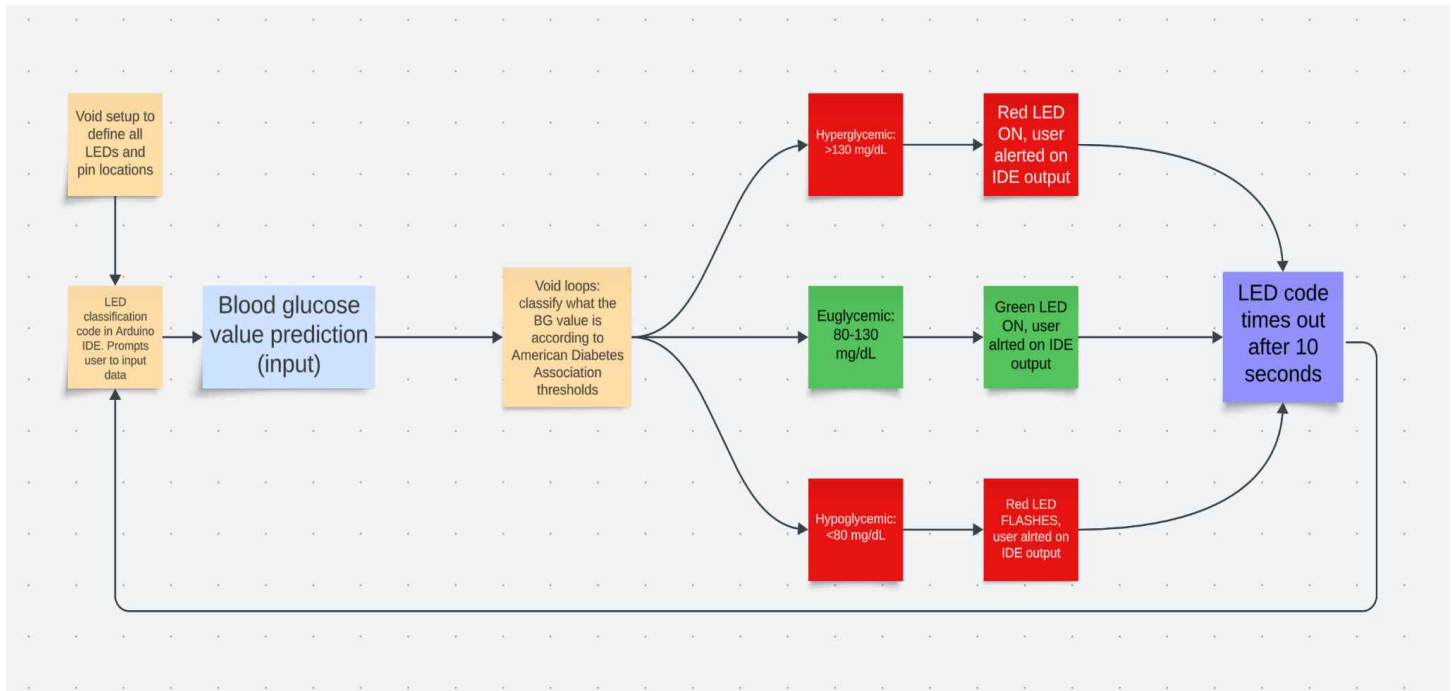 Void setup to
define all
LEDs and
pin locations
LED
classification
code in Arduino
IDE. Prompts
user to input
data
Blood glucose
value prediction
(input)
Void loops:
classify what the
BG value is
according to
American Diabetes
Association
thresholds
Hyperglycemic:
>130 mg/dL
Red LED
ON, user
alerted on
IDE output
Euglycemic:
80-130
mg/dL
Green LED
ON, user
alrted on IDE
output
Hypoglycemic:
<80 mg/dL
Red LED
FLASHES,
user alrted on
IDE output
LED code
times out
after 10
seconds